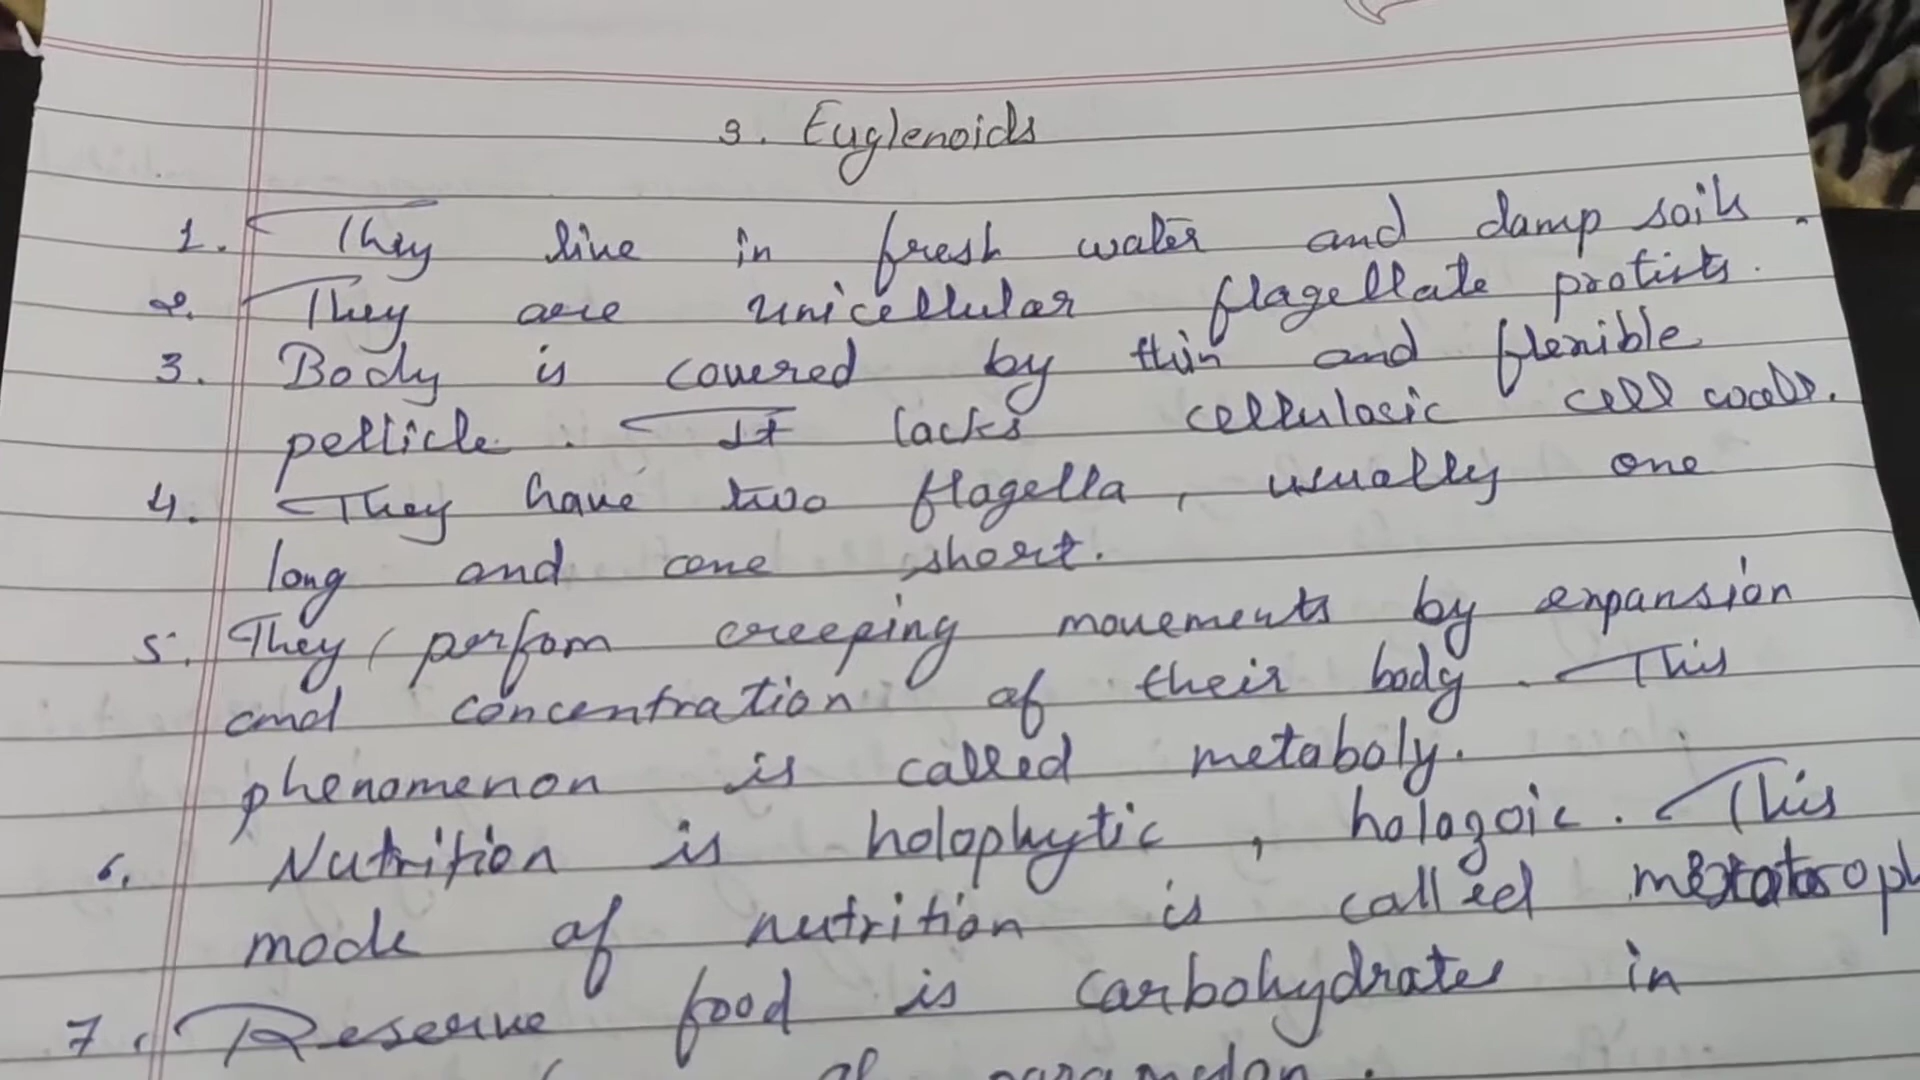 3. Euglenoids
1. They live in fresh water and damp soils.
2. They are unicellular flagellate protists.
3. Body is covered by thin and flexible
pellicle. It lacks cellulosic cell walls.
4. They have two flagella, usually one
long and one short.
5. They perfom creeping movements by expansion
and concentration of their body. This
phenomenon is called metaboly.
6. Nutrition is holophytic, holozoic. This
mode of nutrition is called
7. Reserve food is carbohydrates in
of paramylon.